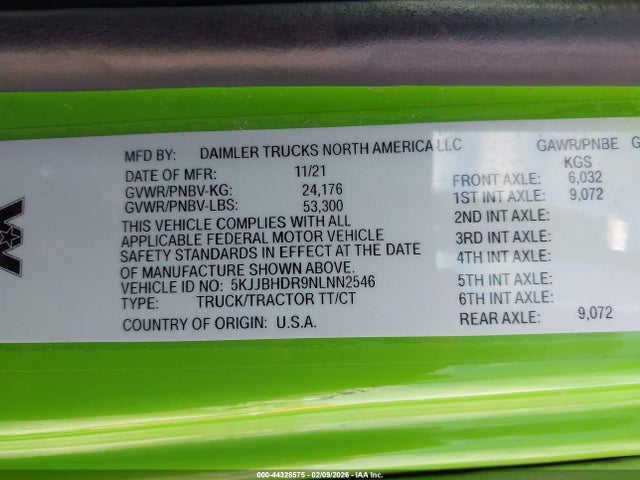 MFD BY: DAIMLER TRUCKS NORTH AMERICA LLC
DATE OF MFR: 11/21
GVWR/PNBV-KG: 24,176
GVWR/PNBV-LBS: 53,300
THIS VEHICLE COMPLIES WITH ALL
APPLICABLE FEDERAL MOTOR VEHICLE
SAFETY STANDARDS IN EFFECT AT THE DATE
OF MANUFACTURE SHOWN ABOVE.
VEHICLE ID NO: 5KJJBHDR9NLNN2546
TYPE: TRUCK/TRACTOR TT/CT
COUNTRY OF ORIGIN: U.S.A.
GAWR/PNBE G
KGS
FRONT AXLE: 6,032
1ST INT AXLE: 9,072
2ND INT AXLE:
3RD INT AXLE:
4TH INT AXLE:
5TH INT AXLE:
6TH INT AXLE:
REAR AXLE: 9,072
000-44328575 - 02/09/2026 - IAA Inc.